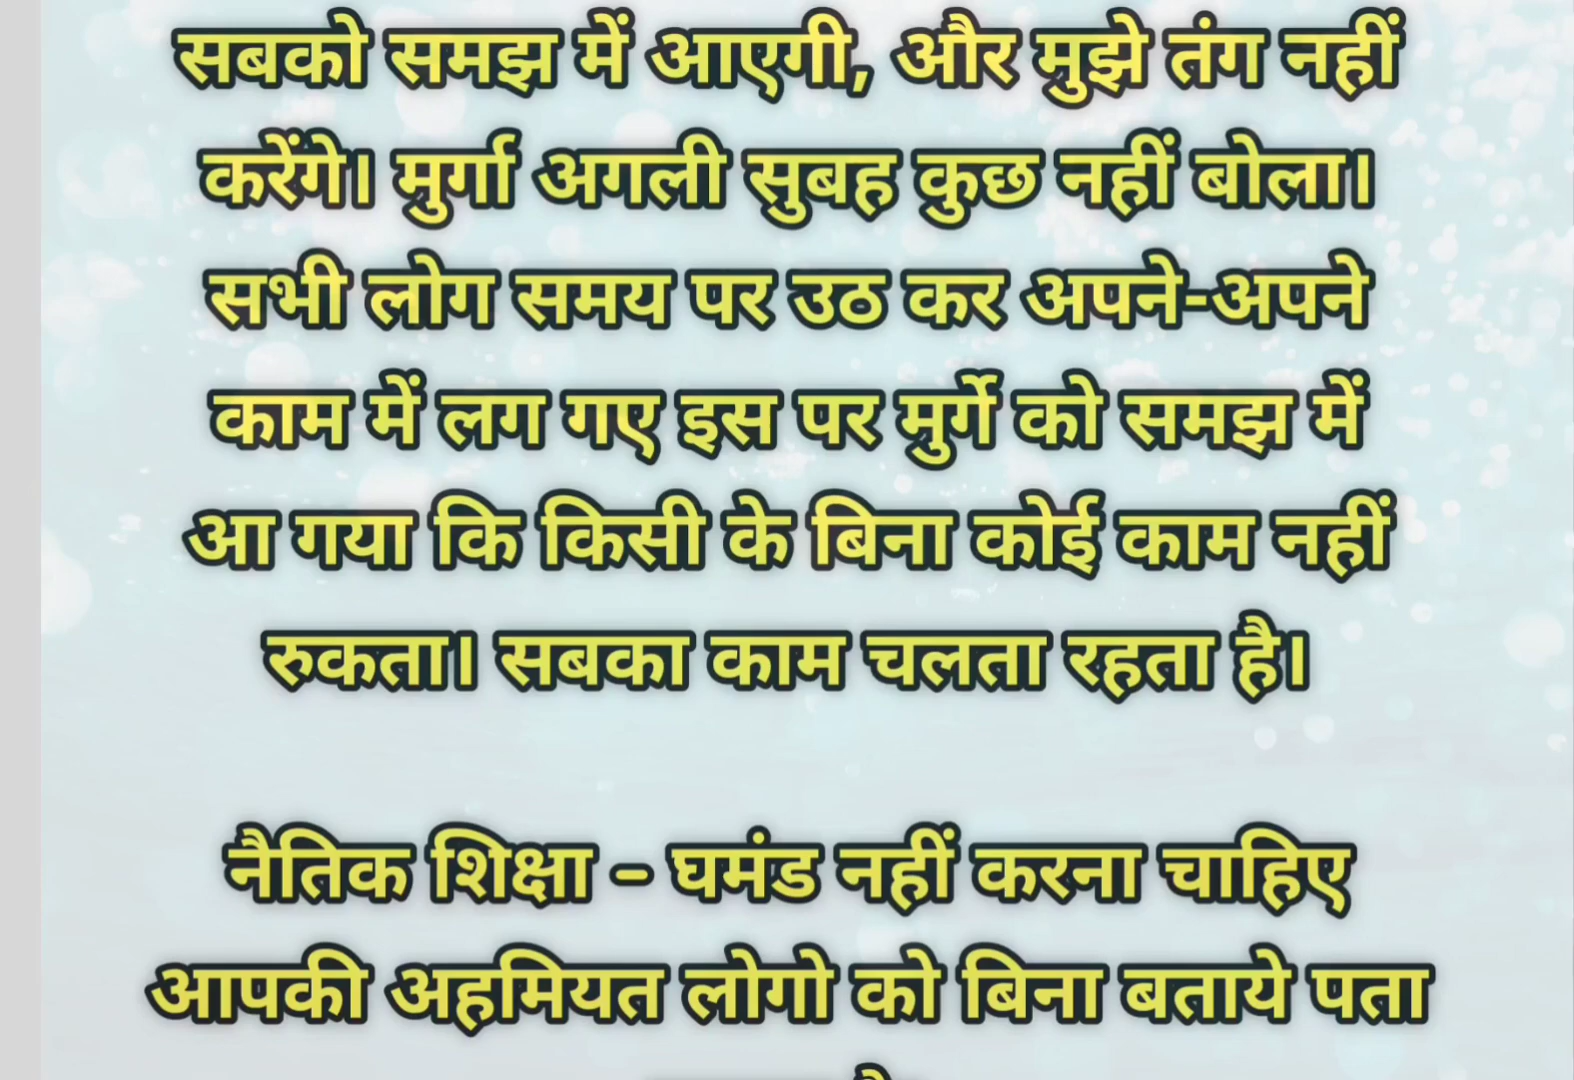 सबको समझ में आएगी, और मुझे तंग नहीं
करेंगे। मुर्गा अगली सुबह कुछ नहीं बोला।
सभी लोग समय पर उठ कर अपने-अपने
काम में लग गए इस पर मुर्गे को समझ में
आ गया कि किसी के बिना कोई काम नहीं
रुकता। सबका काम चलता रहता है।
नैतिक शिक्षा – घमंड नहीं करना चाहिए
आपकी अहमियत लोगो को बिना बताये पता